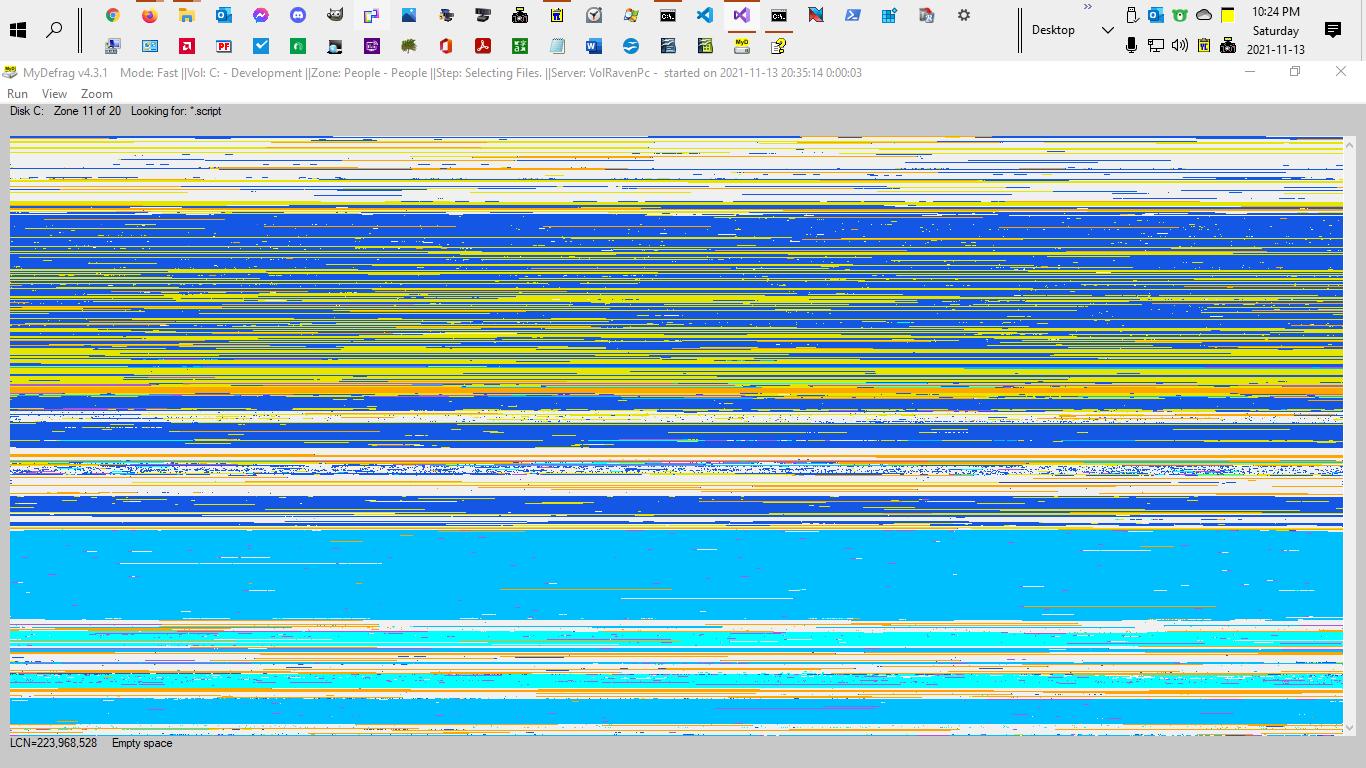 10:24 PM
Desktop
Saturday
2021-11-13
MyDefrag v4.3.1 Mode: Fast ||Vol: C: - Development ||Zone: People - People ||Step: Selecting Files. ||Server: VolRavenPc - started on 2021-11-13 20:35:14 0:00:03
Run View Zoom
Disk C: Zone 11 of 20 Looking for: *.script
LCN=223,968,528 Empty space